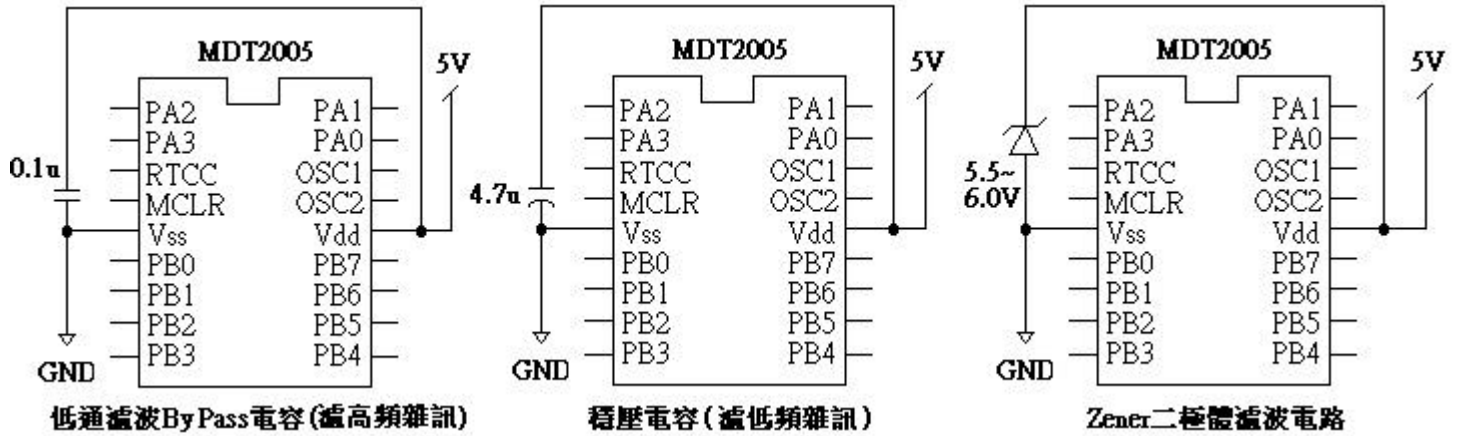 MDT2005
5V
PA2 PA1
PA3 PA0
RTCC OSC1
MCLR OSC2
Vss Vdd
PB0 PB7
PB1 PB6
PB2 PB5
PB3 PB4
0.1u
GND
低通濾波By Pass電容(濾高頻雜訊)
MDT2005
5V
PA2 PA1
PA3 PA0
RTCC OSC1
MCLR OSC2
Vss Vdd
PB0 PB7
PB1 PB6
PB2 PB5
PB3 PB4
4.7u
GND
穩壓電容(濾低頻雜訊)
MDT2005
5V
PA2 PA1
PA3 PA0
RTCC OSC1
MCLR OSC2
Vss Vdd
PB0 PB7
PB1 PB6
PB2 PB5
PB3 PB4
5.5~
6.0V
GND
Zener二極體濾波電路